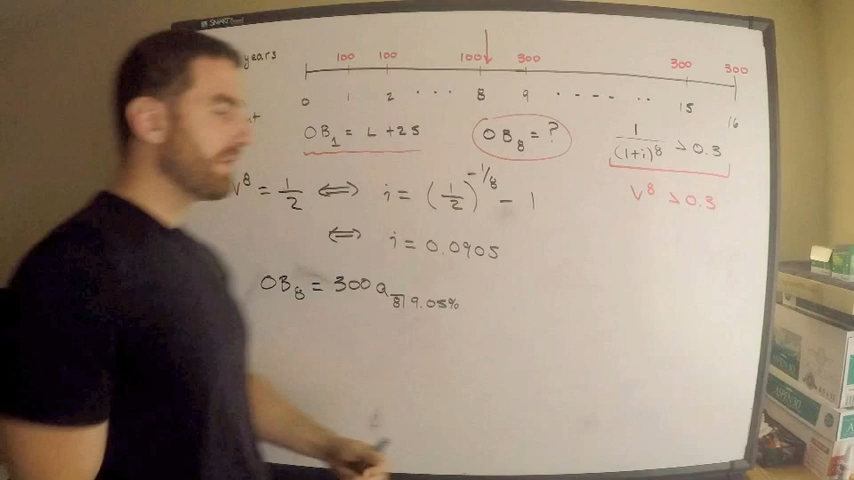 SMART
years 100 100 100 300 300 300
0 1 2 ... 8 9 .----.. 15 16
OB₁ = L + 25 OB₈ = ? 1/(1+i)⁸ > 0.3
V⁸ = 1/2 ⟺ i = (1/2)^(-1/8) - 1 V⁸ > 0.3
⟺ i = 0.0905
OB₈ = 300 a 8| 9.05%